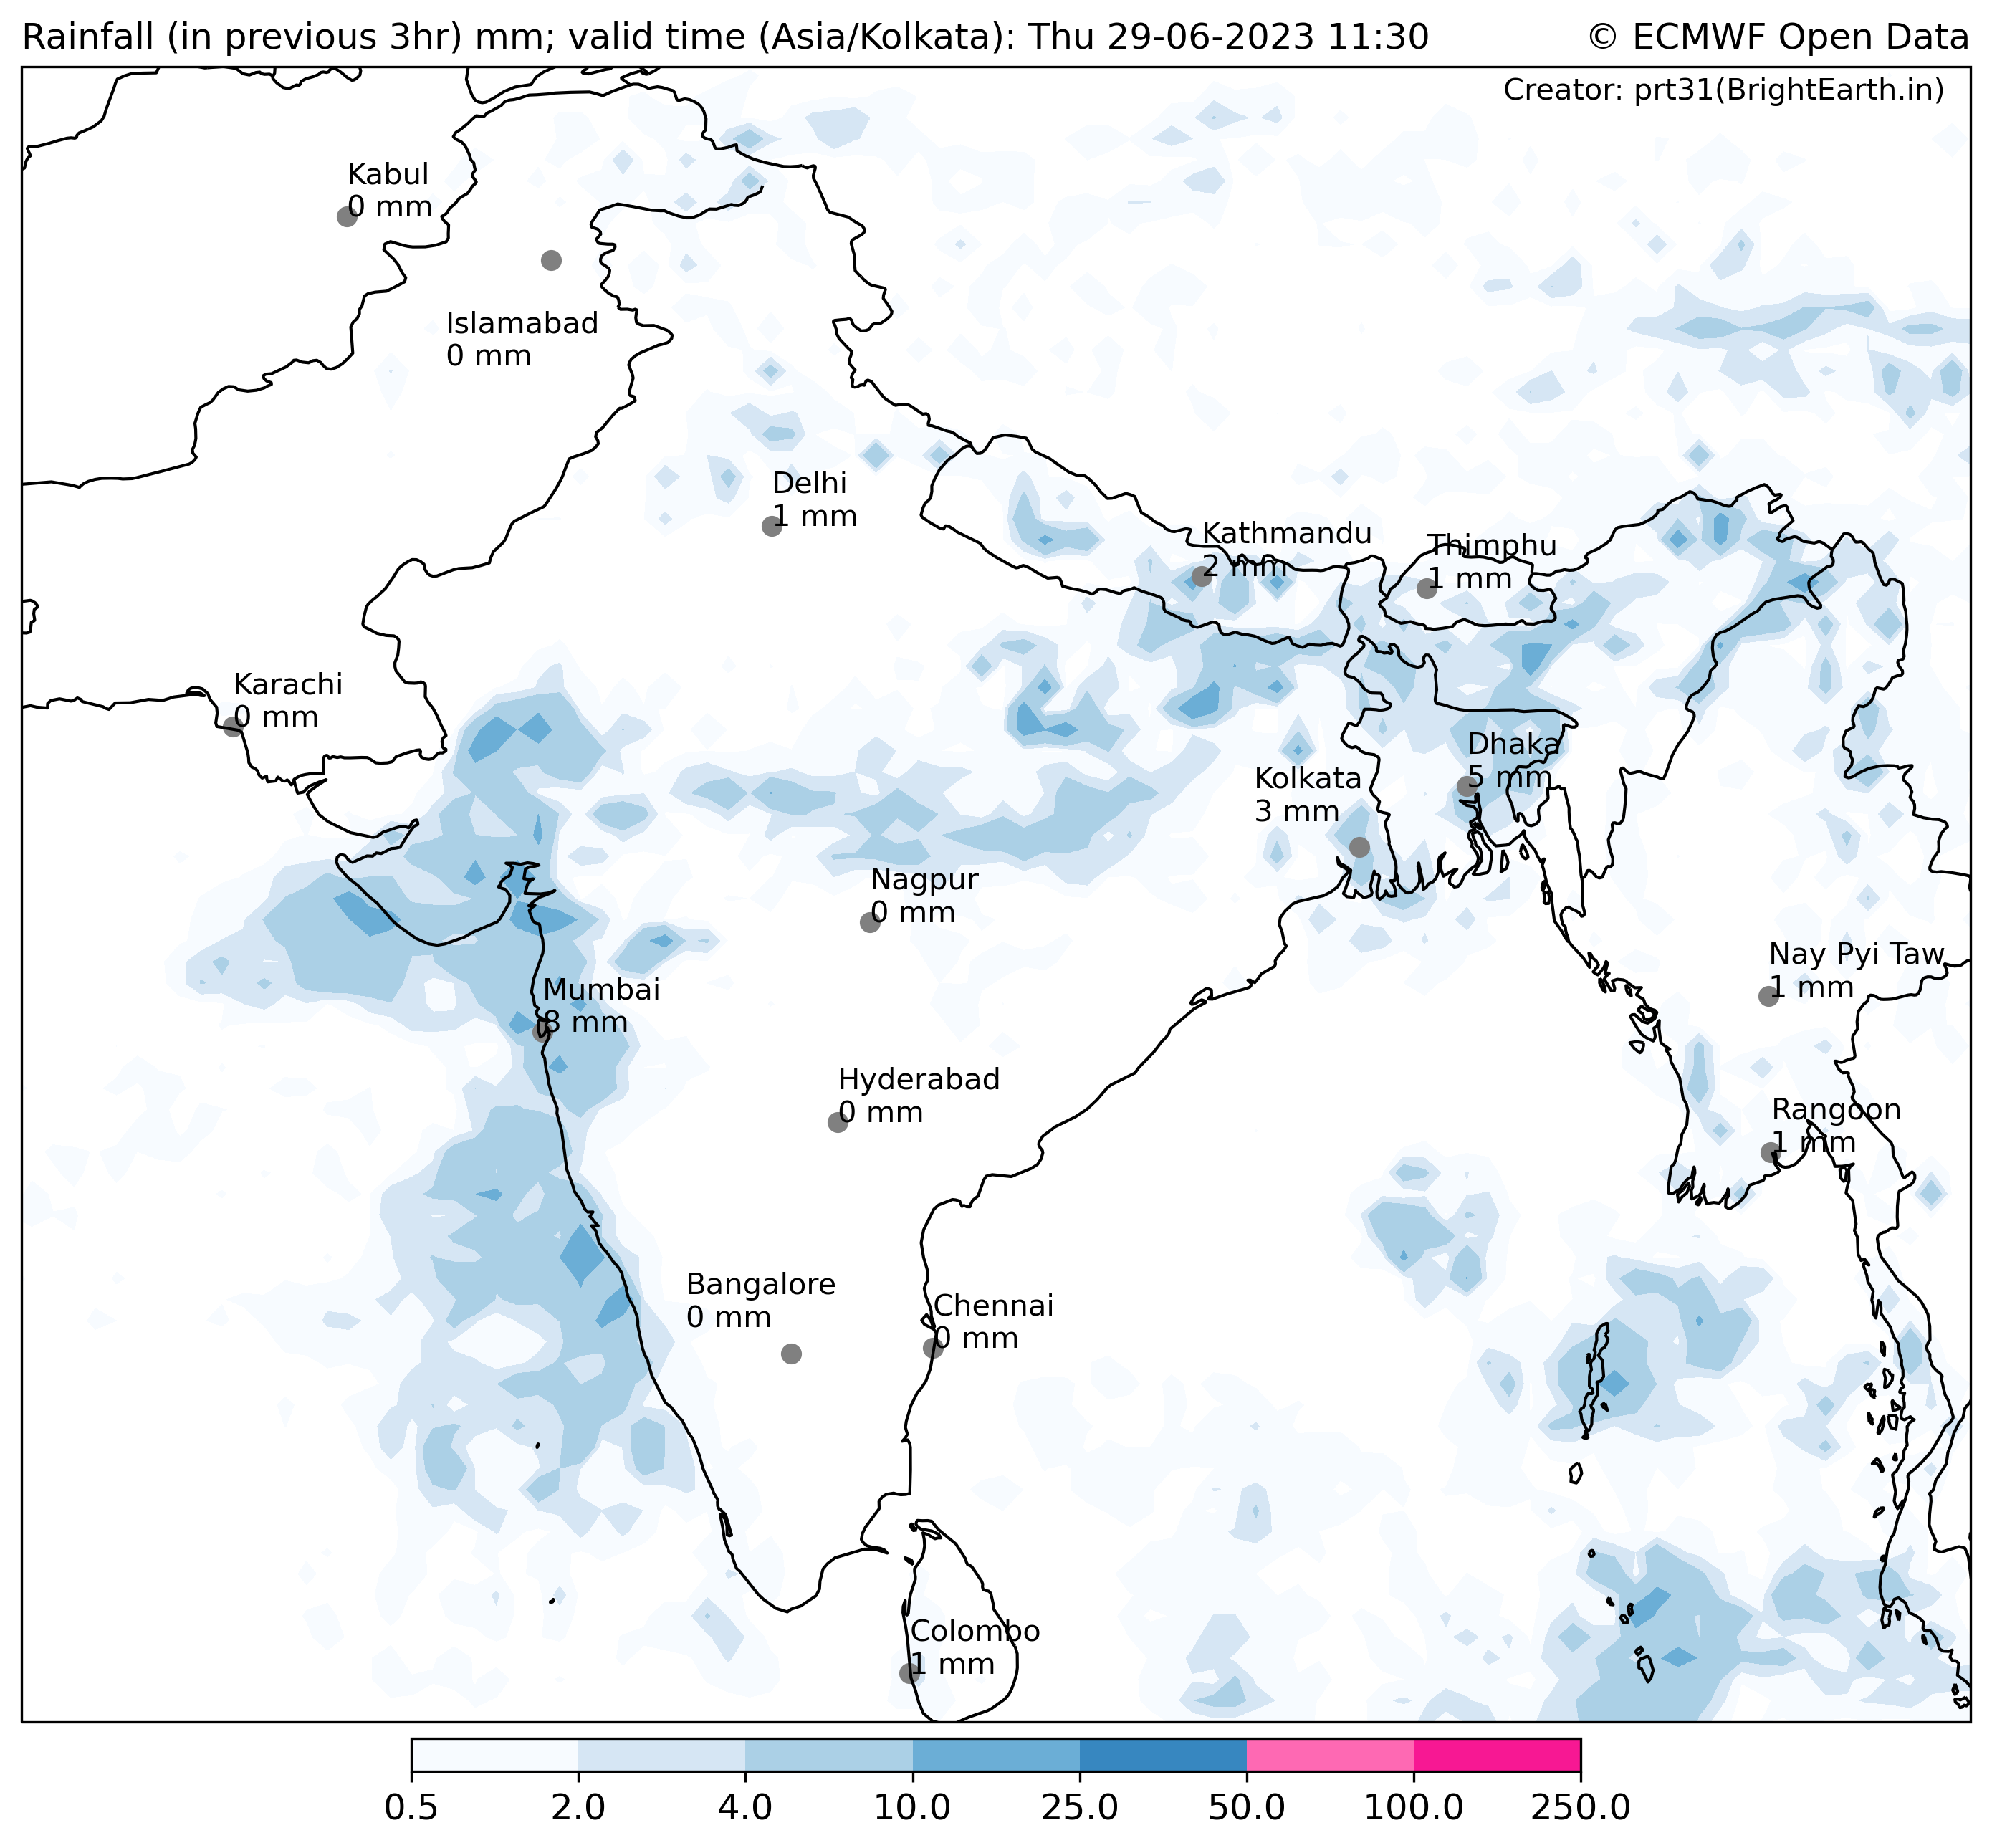 Rainfall (in previous 3hr) mm; valid time (Asia/Kolkata): Thu 29-06-2023 11:30
© ECMWF Open Data
Creator: prt31(BrightEarth.in)
Kabul
0 mm
Islamabad
0 mm
Delhi
1 mm
Kathmandu
2 mm
Thimphu
1 mm
Karachi
0 mm
Dhaka
5 mm
Kolkata
3 mm
Nagpur
0 mm
Nay Pyi Taw
1 mm
Mumbai
8 mm
Hyderabad
0 mm
Rangoon
1 mm
Bangalore
0 mm
Chennai
0 mm
Colombo
1 mm
0.5 2.0 4.0 10.0 25.0 50.0 100.0 250.0